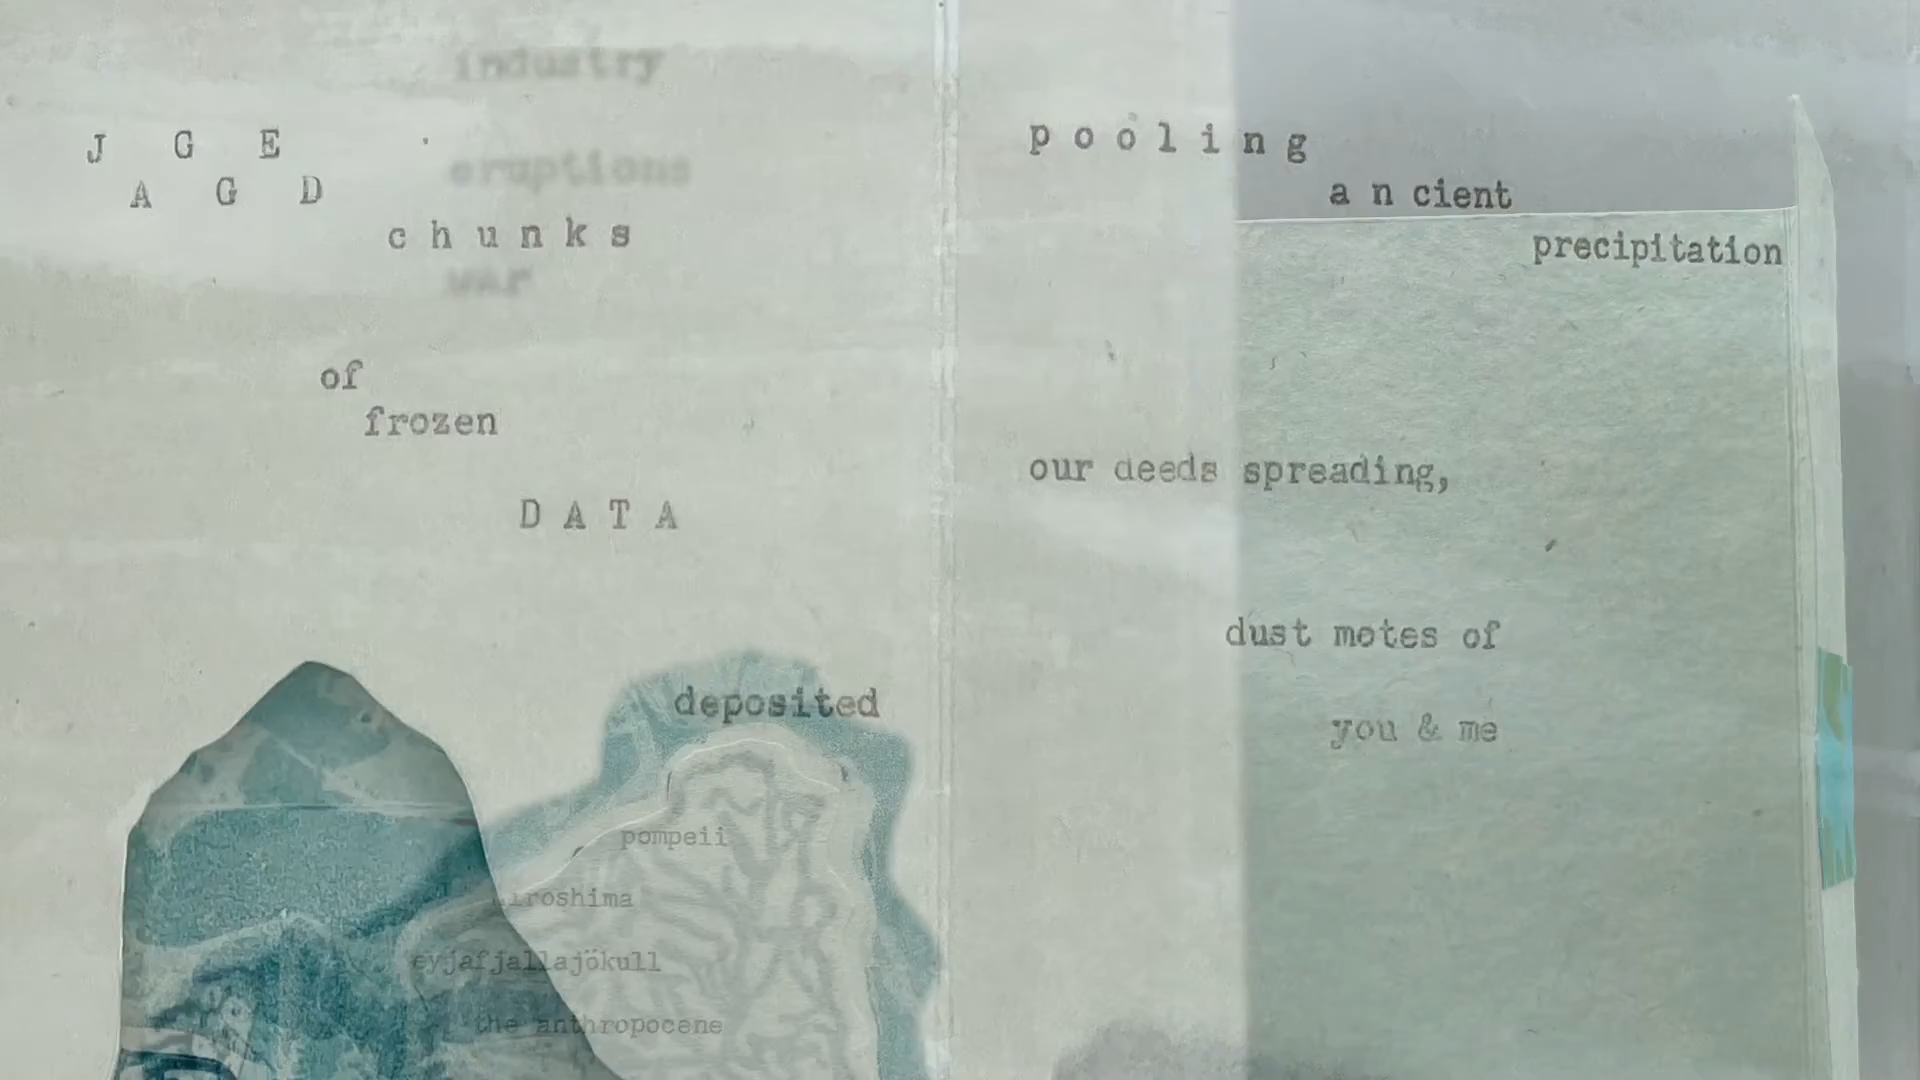 industry
J G E
A G D
eruptions
c h u n k s
war
of
frozen
D A T A
deposited
pompeii
eyjafjallajökull
the anthropocene
p o o l i n g
a n cient
precipitation
our deeds spreading,
dust motes of
you & me